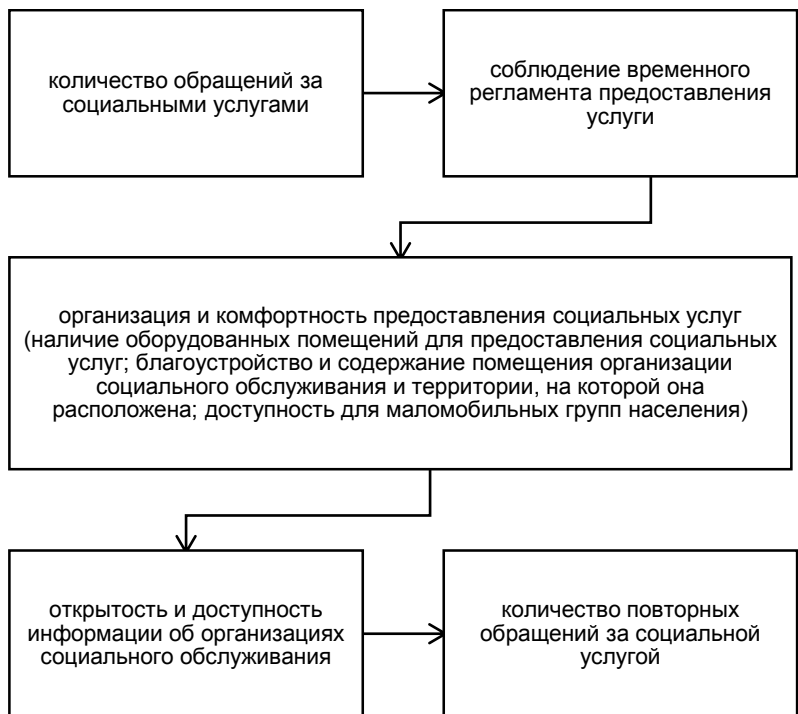 количество обращений за
социальными услугами
соблюдение временного
регламента предоставления
услуги
организация и комфортность предоставления социальных услуг
(наличие оборудованных помещений для предоставления социальных
услуг; благоустройство и содержание помещения организации
социального обслуживания и территории, на которой она
расположена; доступность для маломобильных групп населения)
открытость и доступность
информации об организациях
социального обслуживания
количество повторных
обращений за социальной
услугой